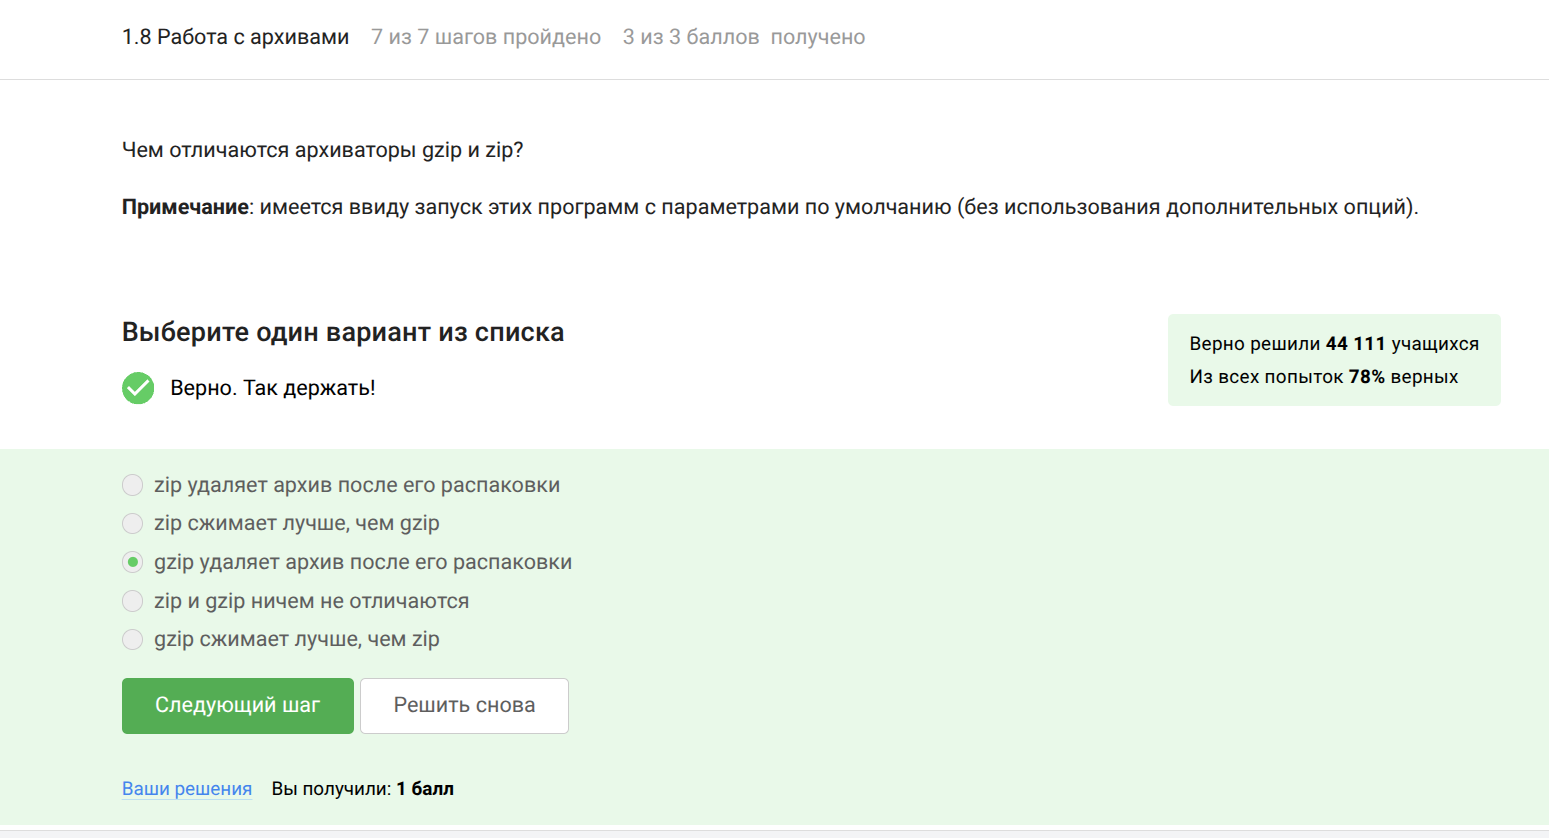 1.8 Работа с архивами 7 из 7 шагов пройдено 3 из 3 баллов получено
Чем отличаются архиваторы gzip и zip?
Примечание: имеется ввиду запуск этих программ с параметрами по умолчанию (без использования дополнительных опций).
Выберите один вариант из списка
Верно. Так держать!
Верно решили 44 111 учащихся
Из всех попыток 78% верных
zip удаляет архив после его распаковки
zip сжимает лучше, чем gzip
gzip удаляет архив после его распаковки
zip и gzip ничем не отличаются
gzip сжимает лучше, чем zip
Следующий шаг Решить снова
Ваши решения Вы получили: 1 балл